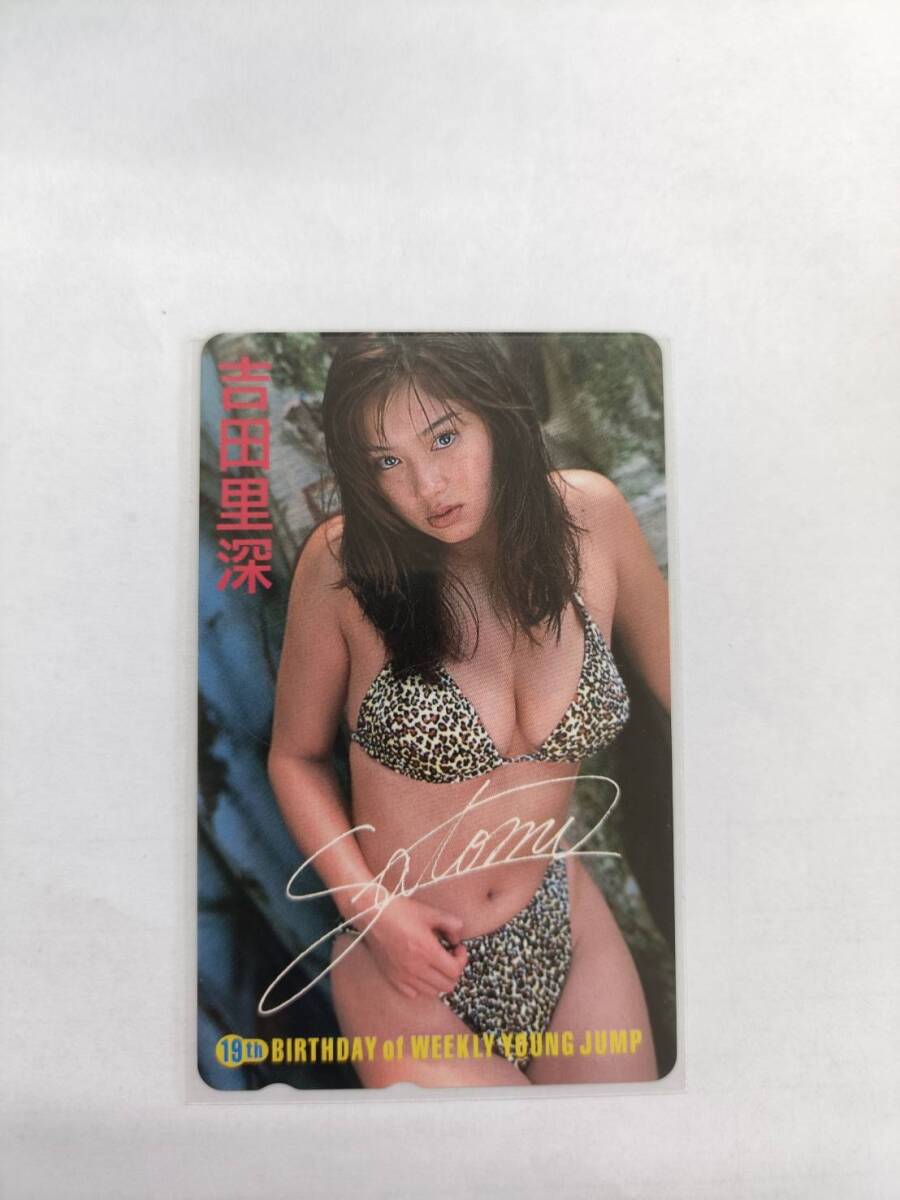 吉田里深
Satomi
19th BIRTHDAY of WEEKLY YOUNG JUMP